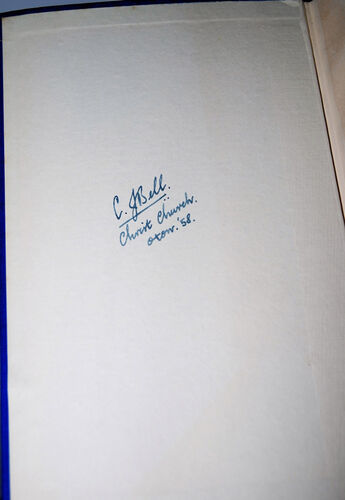 C. J Bell.
Christ Church.
oxon. '58.